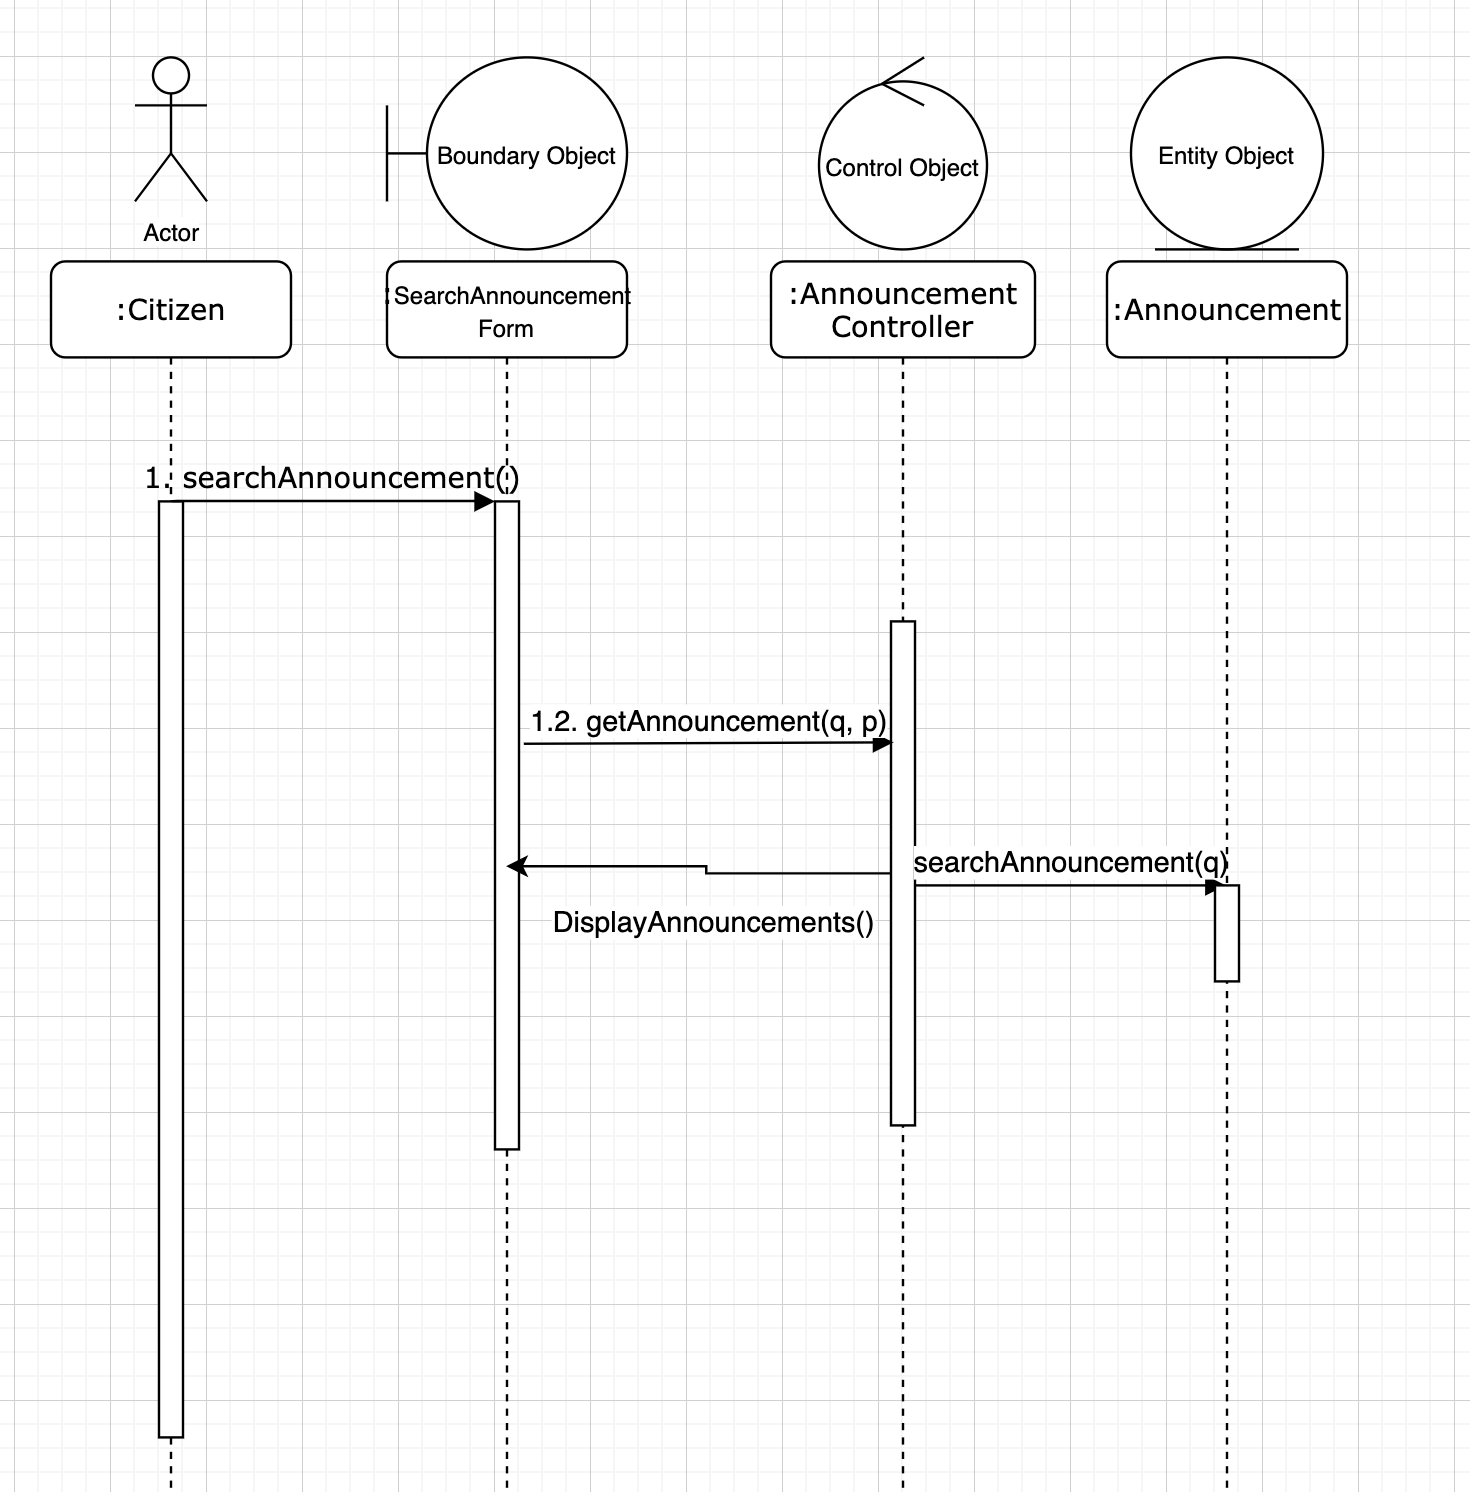 Boundary Object
Control Object
Entity Object
Actor
:Citizen
:SearchAnnouncement
Form
:Announcement
Controller
:Announcement
1. searchAnnouncement()
1.2. getAnnouncement(q, p)
searchAnnouncement(q)
DisplayAnnouncements()